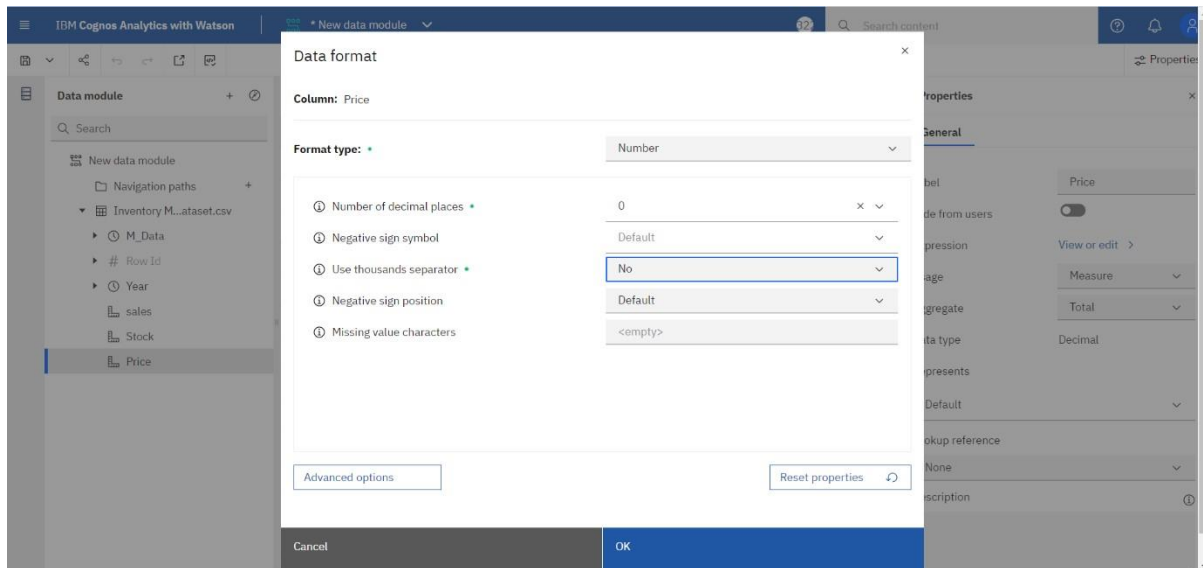 IBM Cognos Analytics with Watson
* New data module
Search content
Data module
Search
New data module
Navigation paths
Inventory M...ataset.csv
M_Data
# Row Id
Year
sales
Stock
Price
Data format
Column: Price
Format type: Number
Number of decimal places 0
Negative sign symbol Default
Use thousands separator No
Negative sign position Default
Missing value characters <empty>
Advanced options
Reset properties
Cancel
OK
Propertie
Properties
General
bel Price
de from users
pression View or edit
age Measure
gregate Total
ta type Decimal
presents
Default
okup reference
None
scription